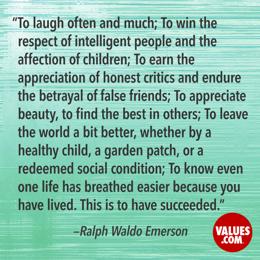 “To laugh often and much; To win the
respect of intelligent people and the
affection of children; To earn the
appreciation of honest critics and endure
the betrayal of false friends; To appreciate
beauty, to find the best in others; To leave
the world a bit better, whether by a
healthy child, a garden patch, or a
redeemed social condition; To know even
one life has breathed easier because you
have lived. This is to have succeeded.”
–Ralph Waldo Emerson
VALUES
.COM